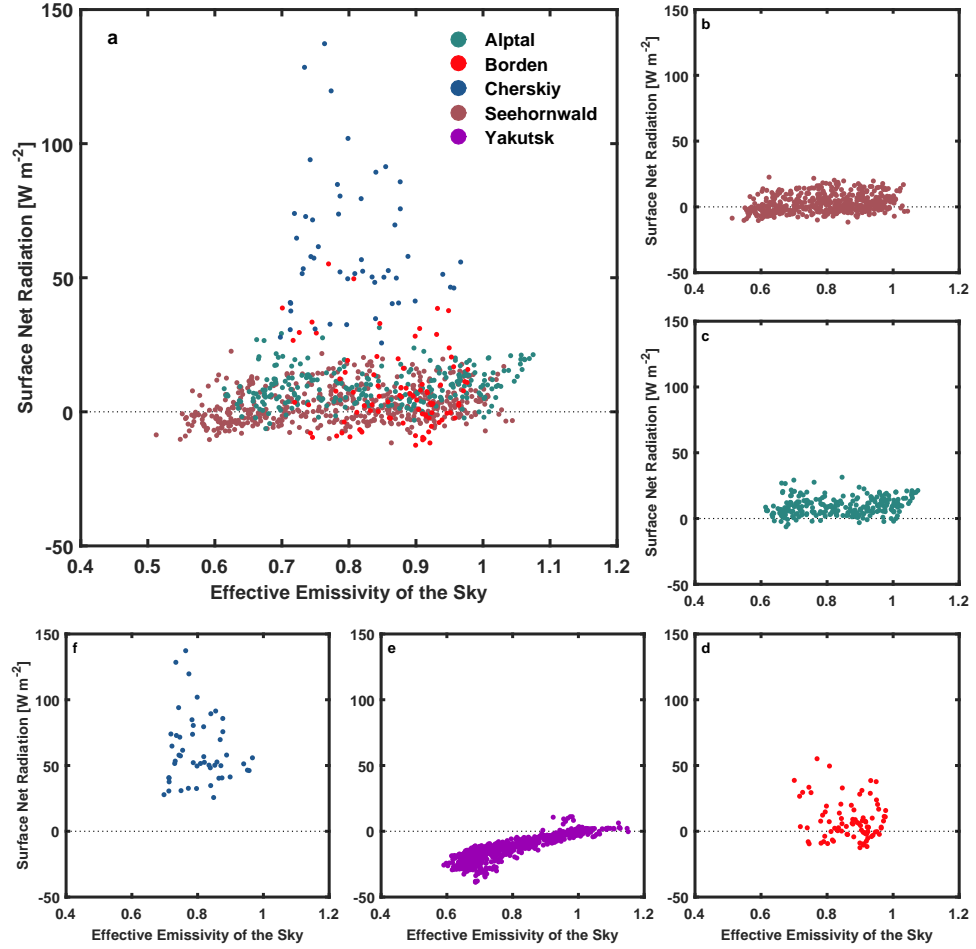 a
Alptal
Borden
Cherskiy
Seehornwald
Yakutsk
150
100
50
0
-50
0.4 0.5 0.6 0.7 0.8 0.9 1 1.1 1.2
Surface Net Radiation [W m-2]
Effective Emissivity of the Sky
b
150
100
50
0
-50
0.4 0.6 0.8 1 1.2
Surface Net Radiation [W m-2]
c
150
100
50
0
-50
0.4 0.6 0.8 1 1.2
Surface Net Radiation [W m-2]
f
150
100
50
0
-50
0.4 0.6 0.8 1 1.2
Surface Net Radiation [W m-2]
Effective Emissivity of the Sky
e
150
100
50
0
-50
0.4 0.6 0.8 1 1.2
Effective Emissivity of the Sky
d
150
100
50
0
-50
0.4 0.6 0.8 1 1.2
Effective Emissivity of the Sky